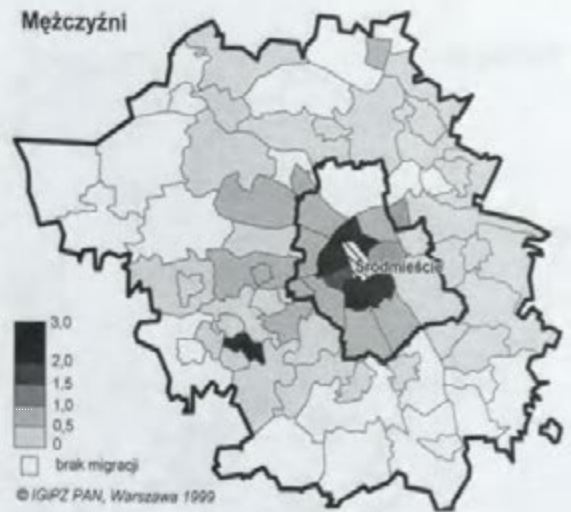 Mężczyźni
Śródmieście
3,0
2,0
1,5
1,0
0,5
0
brak migracji
© IGiPZ PAN, Warszawa 1999